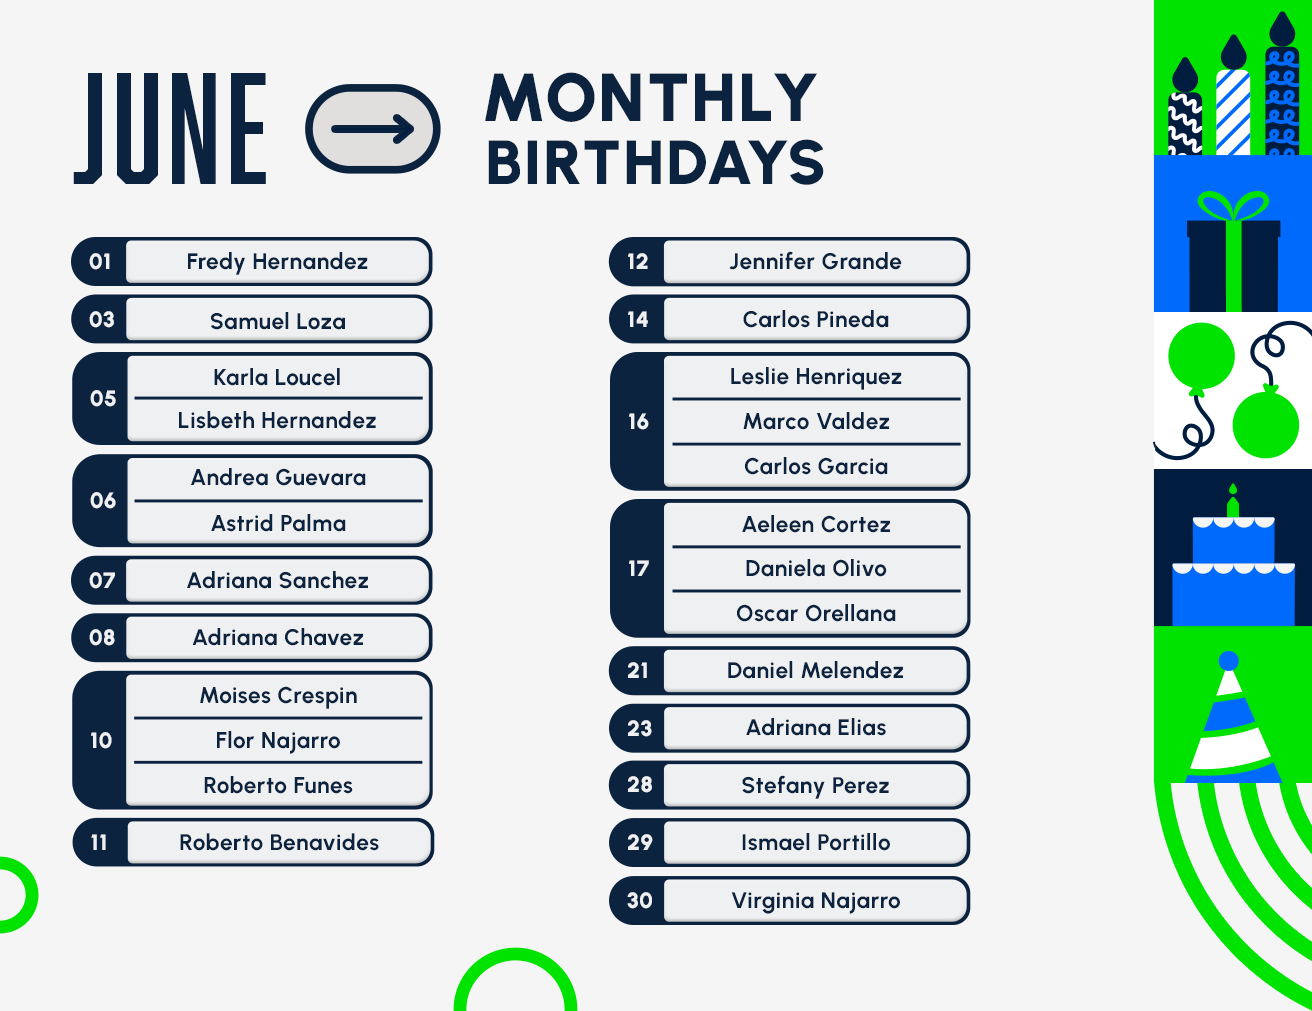 JUNE
MONTHLY
BIRTHDAYS
01 Fredy Hernandez
03 Samuel Loza
05 Karla Loucel
Lisbeth Hernandez
06 Andrea Guevara
Astrid Palma
07 Adriana Sanchez
08 Adriana Chavez
10 Moises Crespin
Flor Najarro
Roberto Funes
11 Roberto Benavides
12 Jennifer Grande
14 Carlos Pineda
16 Leslie Henriquez
Marco Valdez
Carlos Garcia
17 Aeleen Cortez
Daniela Olivo
Oscar Orellana
21 Daniel Melendez
23 Adriana Elias
28 Stefany Perez
29 Ismael Portillo
30 Virginia Najarro